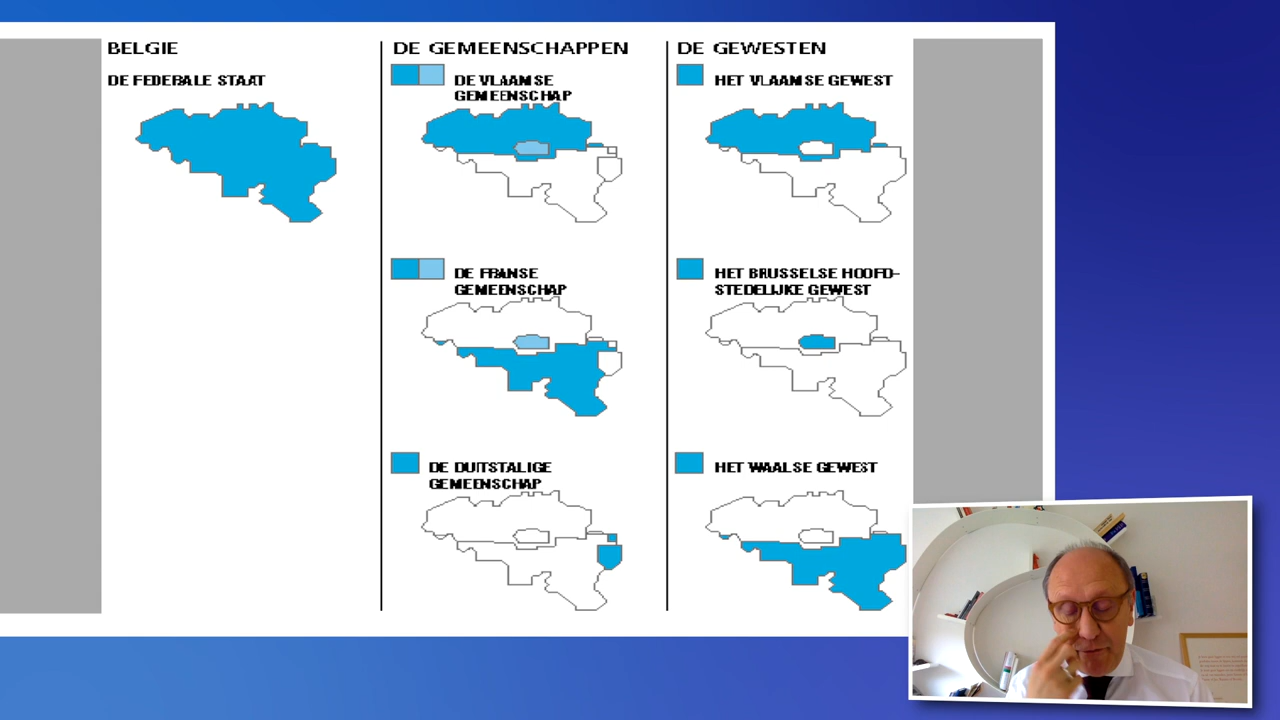 BELGIE
DE FEDERALE STAAT
DE GEMEENSCHAPPEN
DE VLAAMSE
GEMEENSCHAP
DE FRANSE
GEMEENSCHAP
DE DUITSTALIGE
GEMEENSCHAP
DE GEWESTEN
HET VLAAMSE GEWEST
HET BRUSSELSE HOOFD-
STEDELIJKE GEWEST
HET WAALSE GEWEST